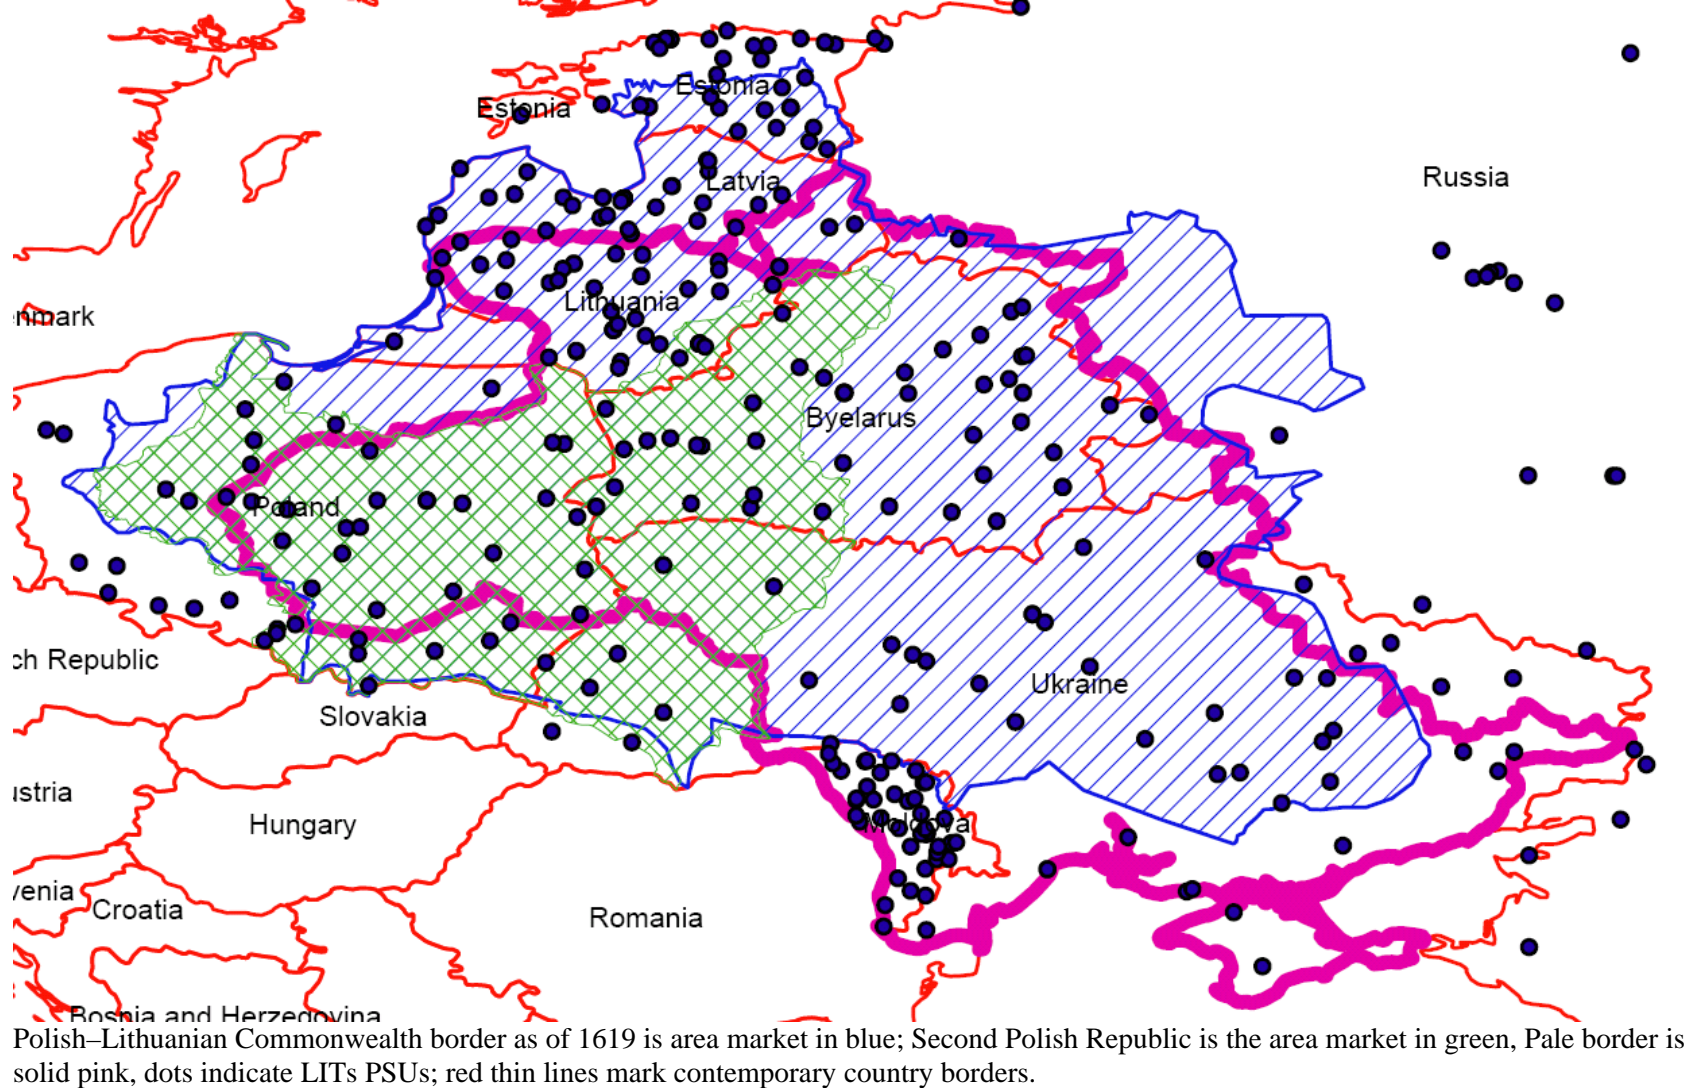 Estonia
Estonia
Russia
Latvia
Lithuania
nmark
Byelarus
Poland
ch Republic
Ukraine
Slovakia
ustria
Hungary
Moldova
venia
Croatia
Romania
Bosnia and Herzegovina
Polish–Lithuanian Commonwealth border as of 1619 is area market in blue; Second Polish Republic is the area market in green, Pale border is
solid pink, dots indicate LITs PSUs; red thin lines mark contemporary country borders.